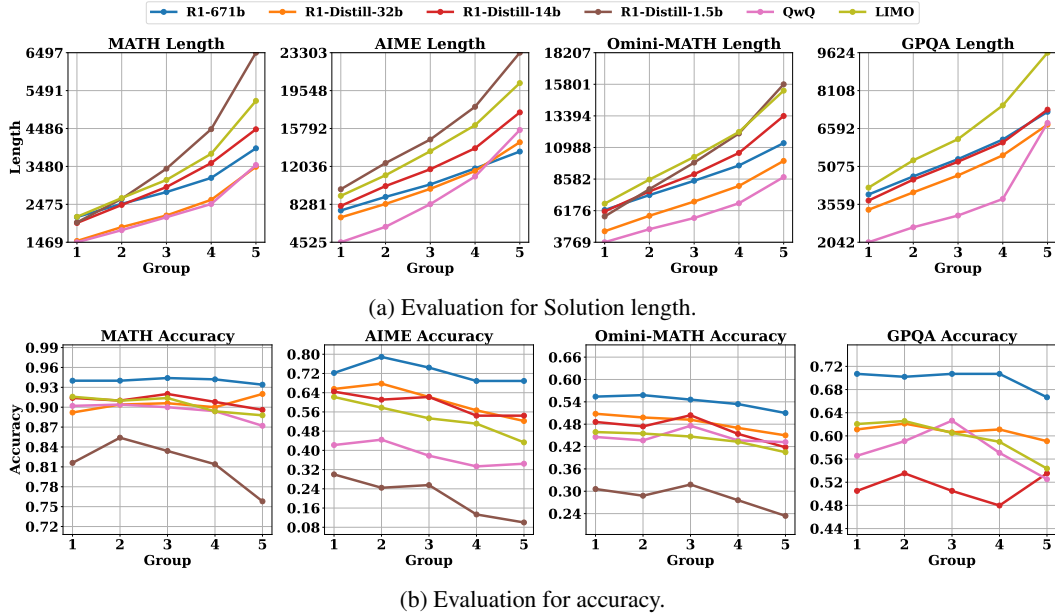 R1-671b R1-Distill-32b R1-Distill-14b R1-Distill-1.5b QwQ LIMO
MATH Length AIME Length Omini-MATH Length GPQA Length
Length
6497
5491
4486
3480
2475
1469
1 2 3 4 5
Group
23303
19548
15792
12036
8281
4525
1 2 3 4 5
Group
18207
15801
13394
10988
8582
6176
3769
1 2 3 4 5
Group
9624
8108
6592
5075
3559
2042
1 2 3 4 5
Group
(a) Evaluation for Solution length.
MATH Accuracy AIME Accuracy Omini-MATH Accuracy GPQA Accuracy
Accuracy
0.99
0.96
0.93
0.90
0.87
0.84
0.81
0.78
0.75
0.72
1 2 3 4 5
Group
0.80
0.72
0.64
0.56
0.48
0.40
0.32
0.24
0.16
0.08
1 2 3 4 5
Group
0.66
0.60
0.54
0.48
0.42
0.36
0.30
0.24
1 2 3 4 5
Group
0.72
0.68
0.64
0.60
0.56
0.52
0.48
0.44
1 2 3 4 5
Group
(b) Evaluation for accuracy.